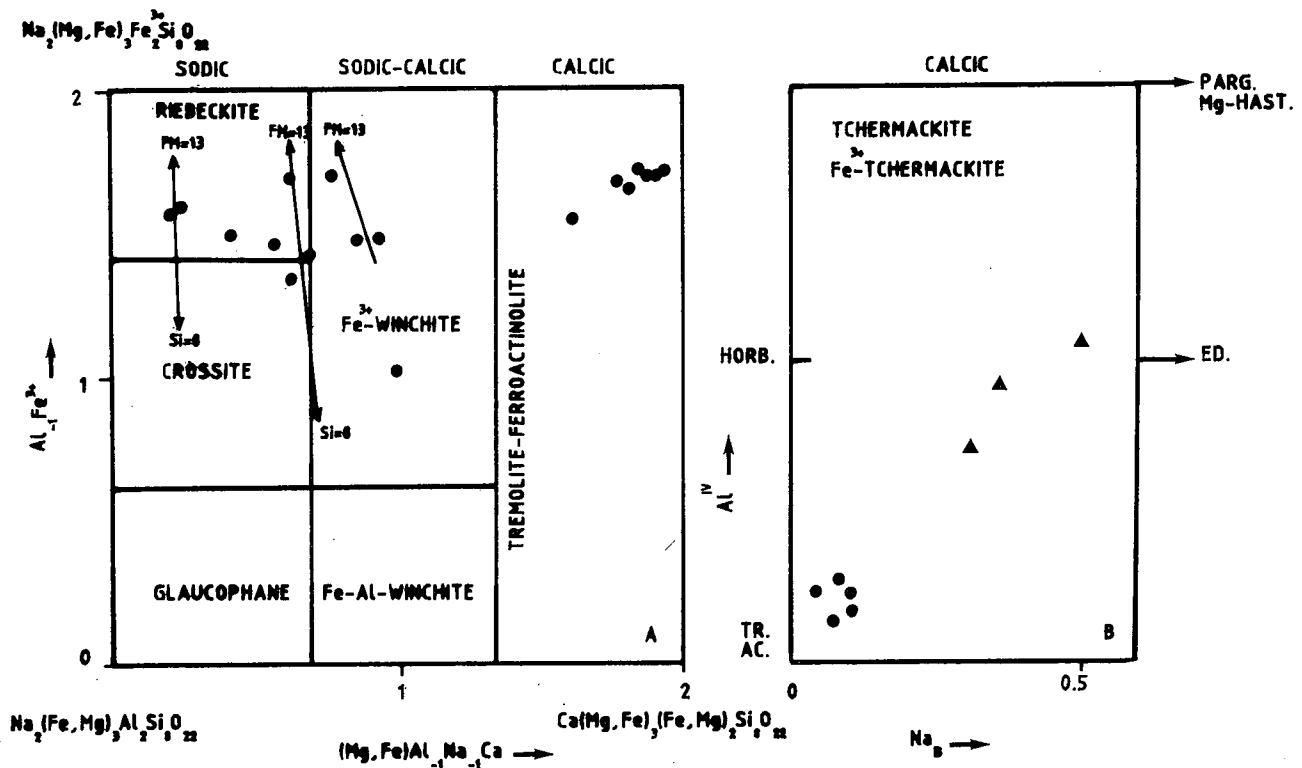 Na2(Mg,Fe)3Fe3+2Si8O22
SODIC
SODIC-CALCIC
CALCIC
2
RIEBECKITE
FM=13
FM=13
FM=13
Si=8
CROSSITE
Fe3+-WINCHITE
Si=8
1
Al-1Fe3+
TREMOLITE-FERROACTINOLITE
GLAUCOPHANE
Fe-Al-WINCHITE
A
0
1
2
Na2(Fe,Mg)3Al2Si8O22
Ca(Mg,Fe)3(Fe,Mg)2Si8O22
(Mg,Fe)Al-1Na-1Ca
CALCIC
PARG.
Mg-HAST.
TCHERMACKITE
Fe3+-TCHERMACKITE
HORB.
ED.
AlIV
TR.
AC.
B
0
0.5
NaB